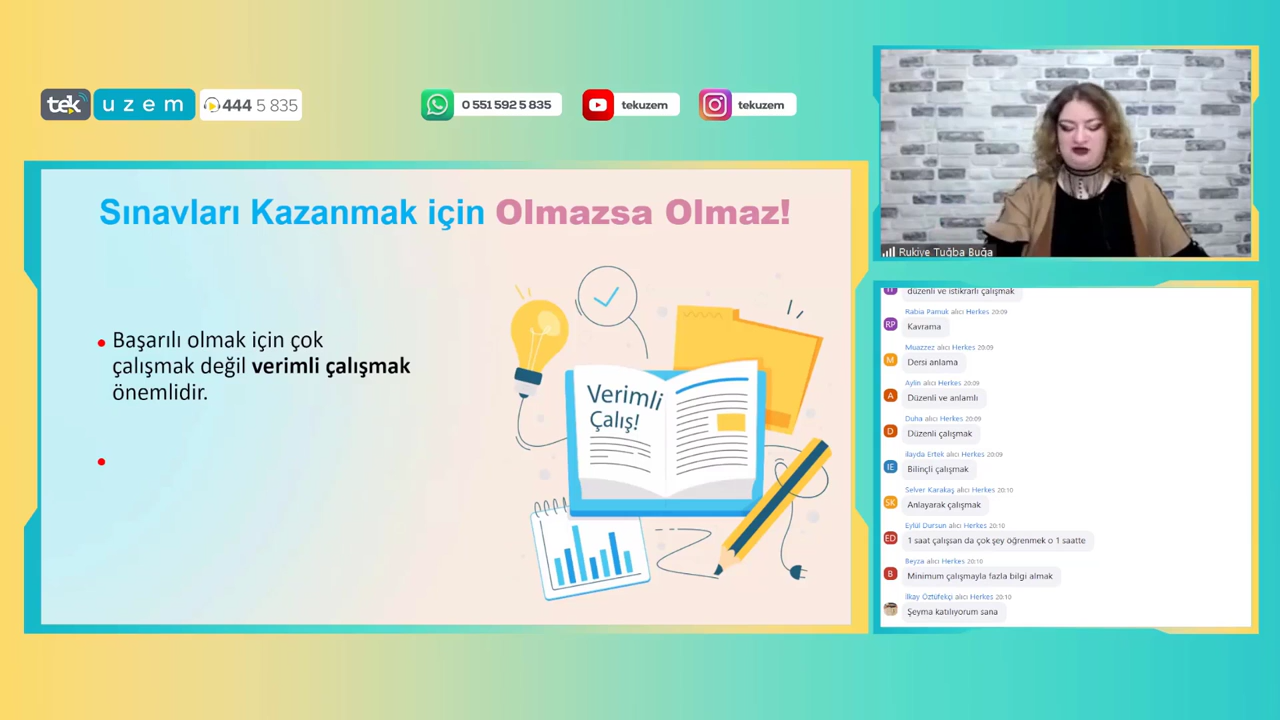 tek uzem 444 5 835
0 551 592 5 835
tekuzem
tekuzem
Sınavları Kazanmak için Olmazsa Olmaz!
Başarılı olmak için çok
çalışmak değil verimli çalışmak
önemlidir.
Verimli
Çalış!
Rukiye Tuğba Buğa
düzenli ve istikrarlı çalışmak
Rabia Pamuk alıcı Herkes 20:09
RP
Kavrama
Muazzez alıcı Herkes 20:09
M
Dersi anlama
Aylin alıcı Herkes 20:09
A
Düzenli ve anlamlı
Duha alıcı Herkes 20:09
D
Düzenli çalışmak
ilayda Ertek alıcı Herkes 20:09
IE
Bilinçli çalışmak
Selver Karakaş alıcı Herkes 20:10
SK
Anlayarak çalışmak
Eylül Dursun alıcı Herkes 20:10
ED
1 saat çalışsan da çok şey öğrenmek o 1 saatte
Beyza alıcı Herkes 20:10
B
Minimum çalışmayla fazla bilgi almak
İlkay Öztüfekçi alıcı Herkes 20:10
Şeyma katılıyorum sana